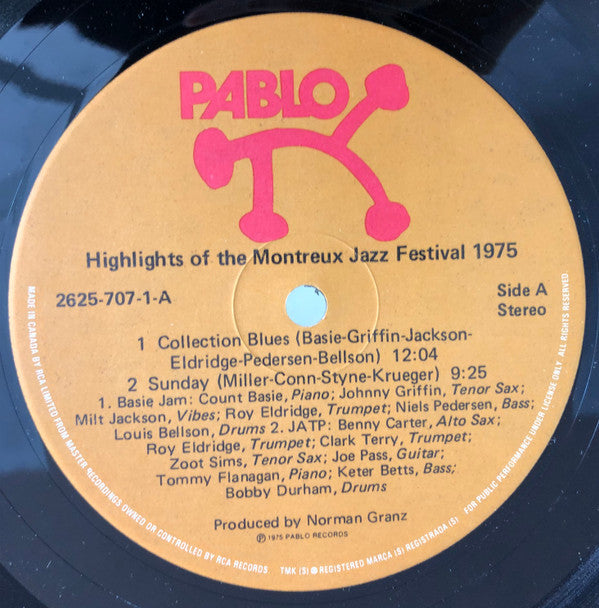 PABLO
Highlights of the Montreux Jazz Festival 1975
2625-707-1-A
Side A
Stereo
1 Collection Blues (Basie-Griffin-Jackson-
Eldridge-Pedersen-Bellson) 12:04
2 Sunday (Miller-Conn-Styne-Krueger) 9:25
1. Basie Jam: Count Basie, Piano; Johnny Griffin, Tenor Sax;
Milt Jackson, Vibes; Roy Eldridge, Trumpet; Niels Pedersen, Bass;
Louis Bellson, Drums 2. JATP: Benny Carter, Alto Sax;
Roy Eldridge, Trumpet; Clark Terry, Trumpet;
Zoot Sims, Tenor Sax; Joe Pass, Guitar;
Tommy Flanagan, Piano; Keter Betts, Bass;
Bobby Durham, Drums
Produced by Norman Granz
℗ 1975 PABLO RECORDS
MADE IN CANADA BY RCA LIMITED FROM MASTER RECORDINGS OWNED OR CONTROLLED BY RCA RECORDS. TMK (S) ® REGISTERED MARCA (S) REGISTRADA (S) FOR PUBLIC PERFORMANCE UNDER LICENSE ONLY. ALL RIGHTS RESERVED.